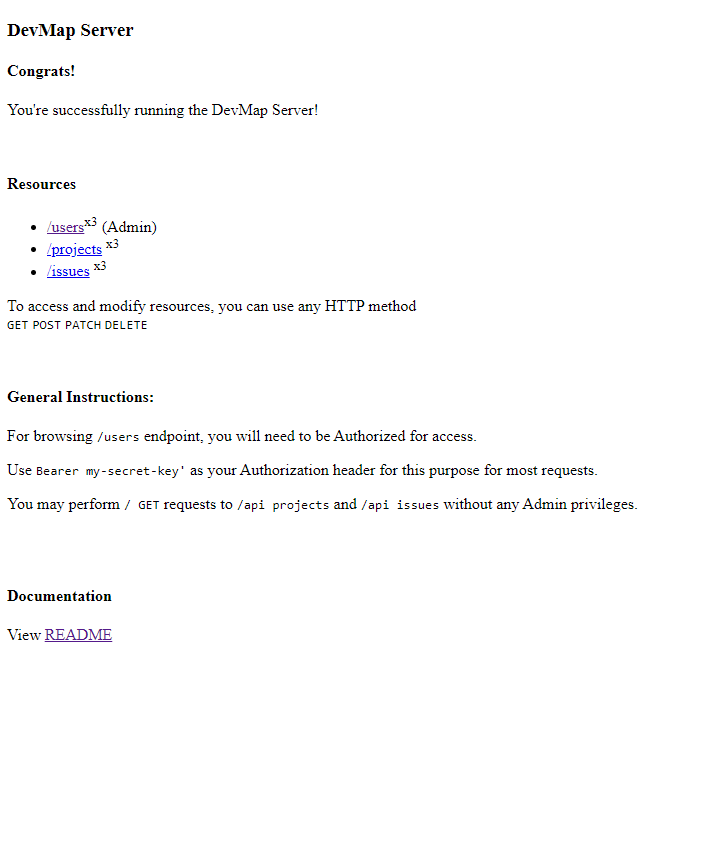 DevMap Server
Congrats!
You're successfully running the DevMap Server!
Resources
/usersx3 (Admin)
/projects x3
/issues x3
To access and modify resources, you can use any HTTP method
GET POST PATCH DELETE
General Instructions:
For browsing /users endpoint, you will need to be Authorized for access.
Use Bearer my-secret-key' as your Authorization header for this purpose for most requests.
You may perform / GET requests to /api projects and /api issues without any Admin privileges.
Documentation
View README